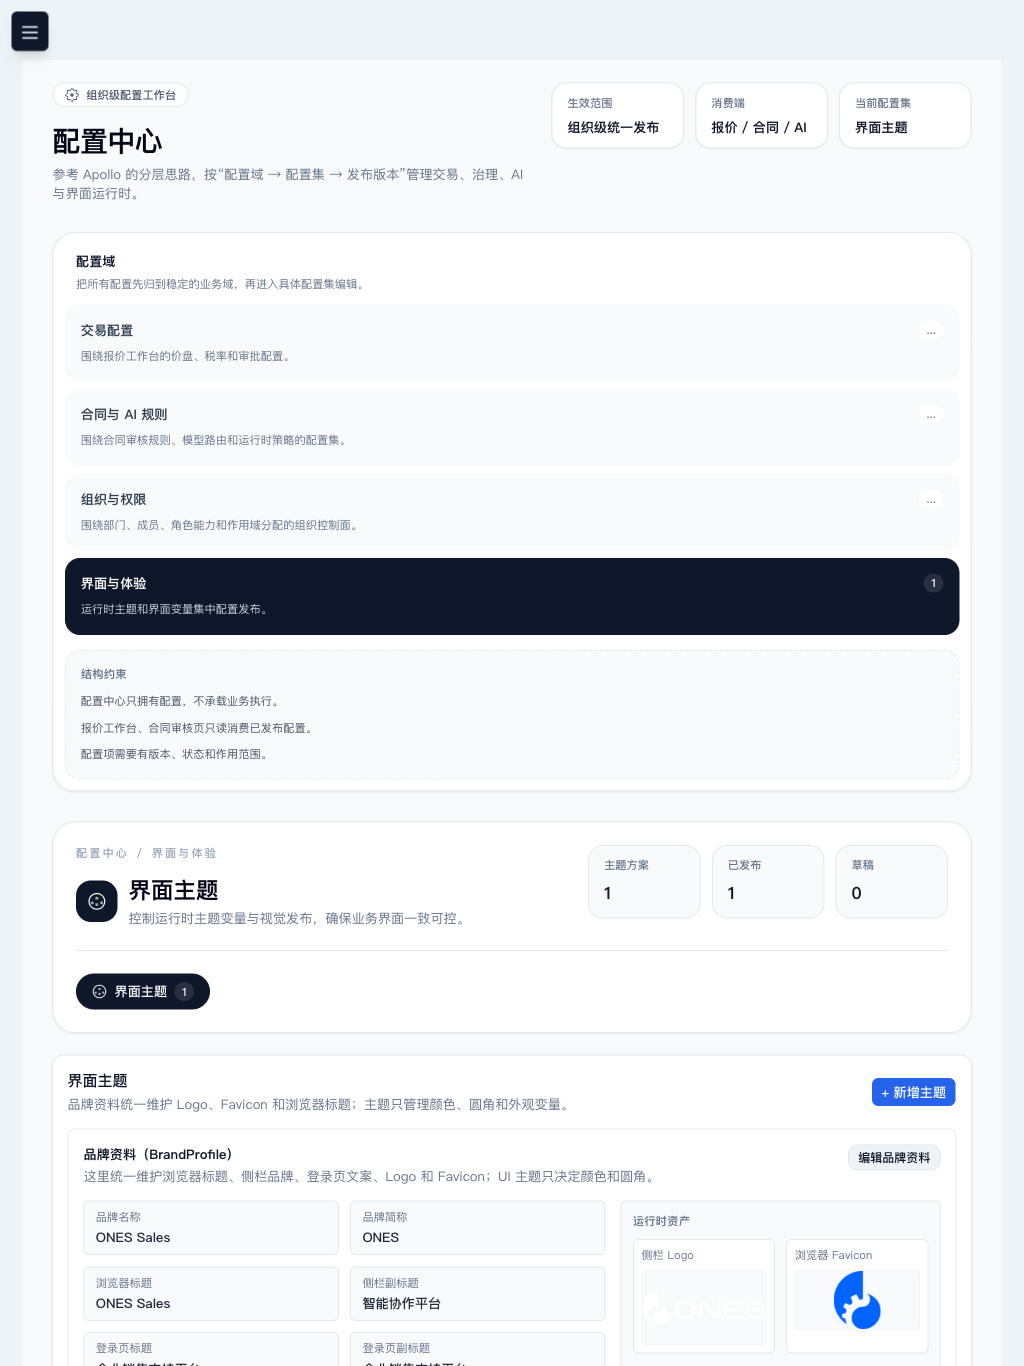 组织级配置工作台
配置中心
参考 Apollo 的分层思路，按“配置域 → 配置集 → 发布版本”管理交易、治理、AI
与界面运行时。
生效范围
组织级统一发布
消费端
报价 / 合同 / AI
当前配置集
界面主题
配置域
把所有配置先归到稳定的业务域，再进入具体配置集编辑。
交易配置
...
围绕报价工作台的价盘、税率和审批配置。
合同与 AI 规则
...
围绕合同审核规则、模型路由和运行时策略的配置集。
组织与权限
...
围绕部门、成员、角色能力和作用域分配的组织控制面。
界面与体验
1
运行时主题和界面变量集中配置发布。
结构约束
配置中心只拥有配置，不承载业务执行。
报价工作台、合同审核页只读消费已发布配置。
配置项需要有版本、状态和作用范围。
配置中心 / 界面与体验
界面主题
控制运行时主题变量与视觉发布，确保业务界面一致可控。
主题方案
1
已发布
1
草稿
0
界面主题 1
界面主题
品牌资料统一维护 Logo、Favicon 和浏览器标题；主题只管理颜色、圆角和外观变量。
+ 新增主题
品牌资料（BrandProfile）
这里统一维护浏览器标题、侧栏品牌、登录页文案、Logo 和 Favicon；UI 主题只决定颜色和圆角。
编辑品牌资料
品牌名称
ONES Sales
品牌简称
ONES
浏览器标题
ONES Sales
侧栏副标题
智能协作平台
登录页标题
登录页副标题
运行时资产
侧栏 Logo
ONES
浏览器 Favicon